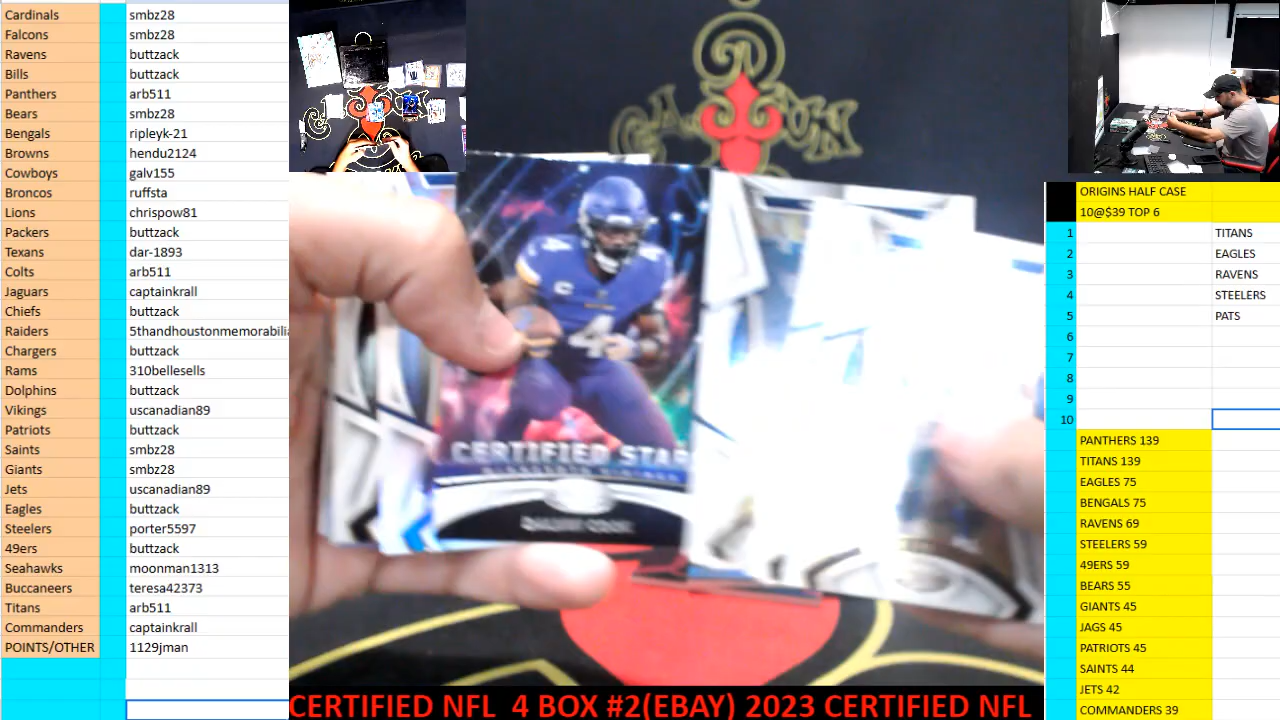 Cardinals smbz28
Falcons smbz28
Ravens buttzack
Bills buttzack
Panthers arb511
Bears smbz28
Bengals ripleyk-21
Browns hendu2124
Cowboys galv155
Broncos ruffsta
Lions chrispow81
Packers buttzack
Texans dar-1893
Colts arb511
Jaguars captainkrall
Chiefs buttzack
Raiders 5thandhoustonmemorabili
Chargers buttzack
Rams 310bellesells
Dolphins buttzack
Vikings uscanadian89
Patriots buttzack
Saints smbz28
Giants smbz28
Jets uscanadian89
Eagles buttzack
Steelers porter5597
49ers buttzack
Seahawks moonman1313
Buccaneers teresa42373
Titans arb511
Commanders captainkrall
POINTS/OTHER 1129jman
4
CERTIFIED STAR
MINNESOTA VIKINGS
DALVIN COOK
ORIGINS HALF CASE
10@$39 TOP 6
1 TITANS
2 EAGLES
3 RAVENS
4 STEELERS
5 PATS
6
7
8
9
10
PANTHERS 139
TITANS 139
EAGLES 75
BENGALS 75
RAVENS 69
STEELERS 59
49ERS 59
BEARS 55
GIANTS 45
JAGS 45
PATRIOTS 45
SAINTS 44
JETS 42
COMMANDERS 39
CERTIFIED NFL 4 BOX #2(EBAY) 2023 CERTIFIED NFL